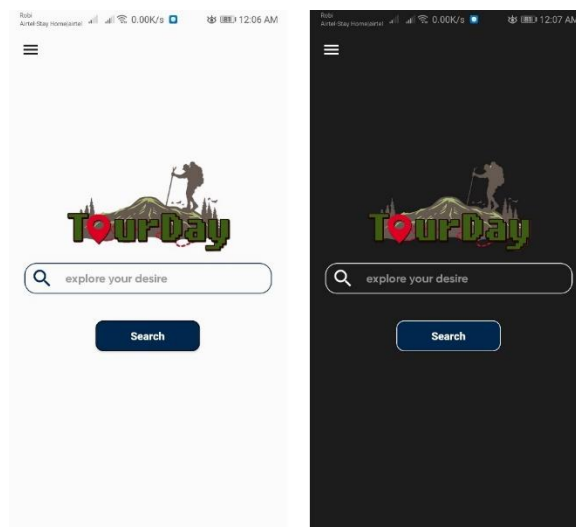 Robi
Airtel-Stay Home|airtel
0.00K/s
12:06 AM
TourDay
explore your desire
Search
Robi
Airtel-Stay Home|airtel
0.00K/s
12:07 AM
TourDay
explore your desire
Search